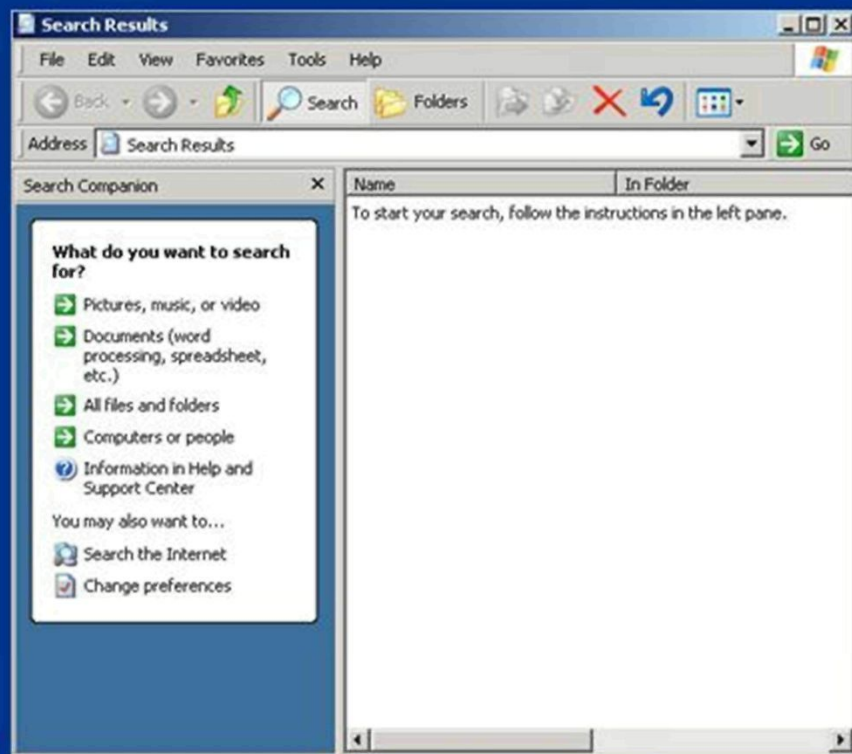 Search Results
File Edit View Favorites Tools Help
Back Search Folders
Address Search Results Go
Search Companion
Name In Folder
To start your search, follow the instructions in the left pane.
What do you want to search
for?
Pictures, music, or video
Documents (word
processing, spreadsheet,
etc.)
All files and folders
Computers or people
Information in Help and
Support Center
You may also want to...
Search the Internet
Change preferences